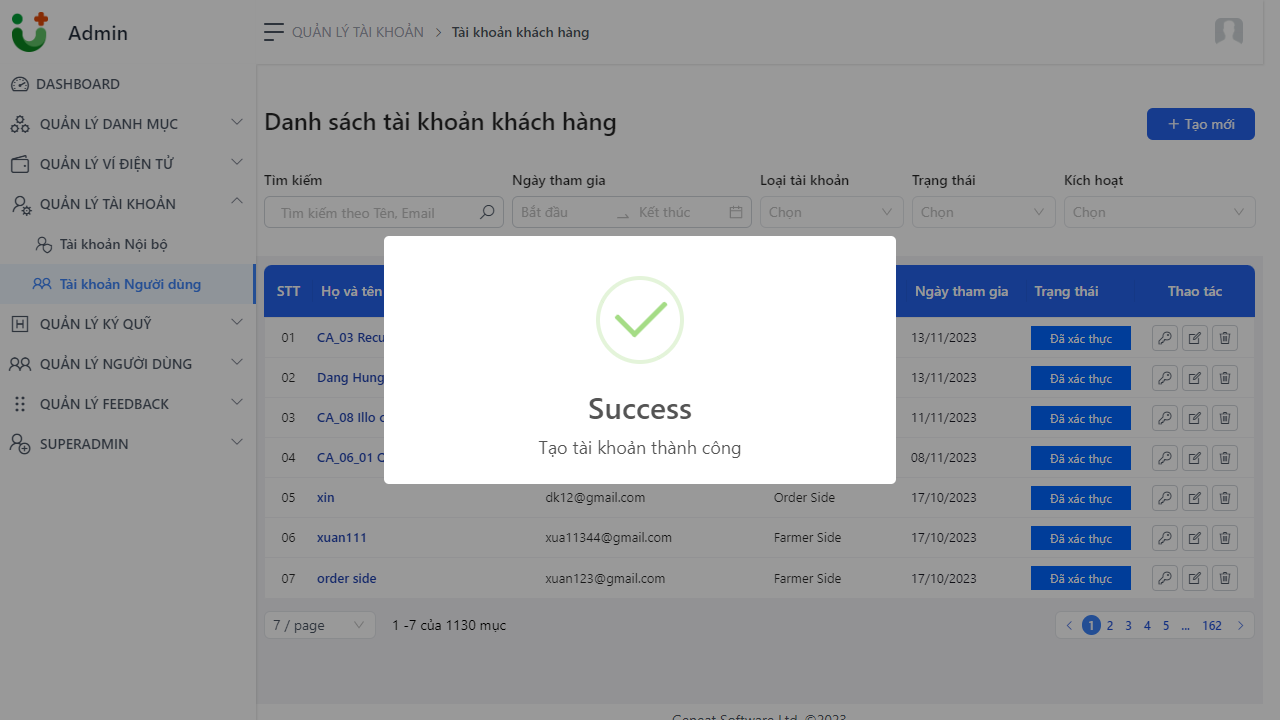 Admin
QUẢN LÝ TÀI KHOẢN > Tài khoản khách hàng
DASHBOARD
QUẢN LÝ DANH MỤC
QUẢN LÝ VÍ ĐIỆN TỬ
QUẢN LÝ TÀI KHOẢN
Tài khoản Nội bộ
Tài khoản Người dùng
QUẢN LÝ KÝ QUỸ
QUẢN LÝ NGƯỜI DÙNG
QUẢN LÝ FEEDBACK
SUPERADMIN
Danh sách tài khoản khách hàng
Tạo mới
Tìm kiếm Ngày tham gia Loại tài khoản Trạng thái Kích hoạt
Tìm kiếm theo Tên, Email Bắt đầu Kết thúc Chọn Chọn Chọn
STT Họ và tên Ngày tham gia Trạng thái Thao tác
01 CA_03 Recu 13/11/2023 Đã xác thực
02 Dang Hung 13/11/2023 Đã xác thực
03 CA_08 Illo 11/11/2023 Đã xác thực
04 CA_06_01 08/11/2023 Đã xác thực
05 xin dk12@gmail.com Order Side 17/10/2023 Đã xác thực
06 xuan111 xua11344@gmail.com Farmer Side 17/10/2023 Đã xác thực
07 order side xuan123@gmail.com Farmer Side 17/10/2023 Đã xác thực
Success
Tạo tài khoản thành công
7 / page 1 -7 của 1130 mục 1 2 3 4 5 ... 162
Geneat Software Ltd. ©2023